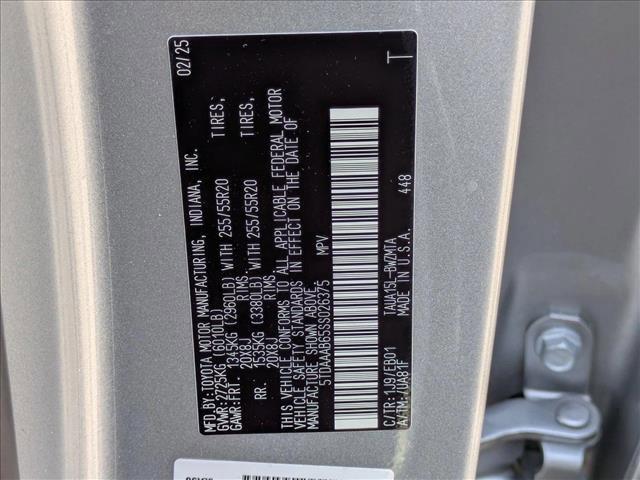 MFD.BY:TOYOTA MOTOR MANUFACTURING, INDIANA, INC. 02/25
GVWR:2725KG(6010LB)
GAWR:FRT. 1345KG (2960LB) WITH 255/55R20 TIRES,
20X8J RIMS,
RR. 1535KG (3380LB) WITH 255/55R20 TIRES,
20X8J RIMS.
THIS VEHICLE CONFORMS TO ALL APPLICABLE FEDERAL MOTOR
VEHICLE SAFETY STANDARDS IN EFFECT ON THE DATE OF
MANUFACTURE SHOWN ABOVE.
5TDAAAB65SS026375 MPV
T
C/TR:1J9/EB01 TAUA15L-BWZMTA
A/TM:/UA81F MADE IN U.S.A. 448